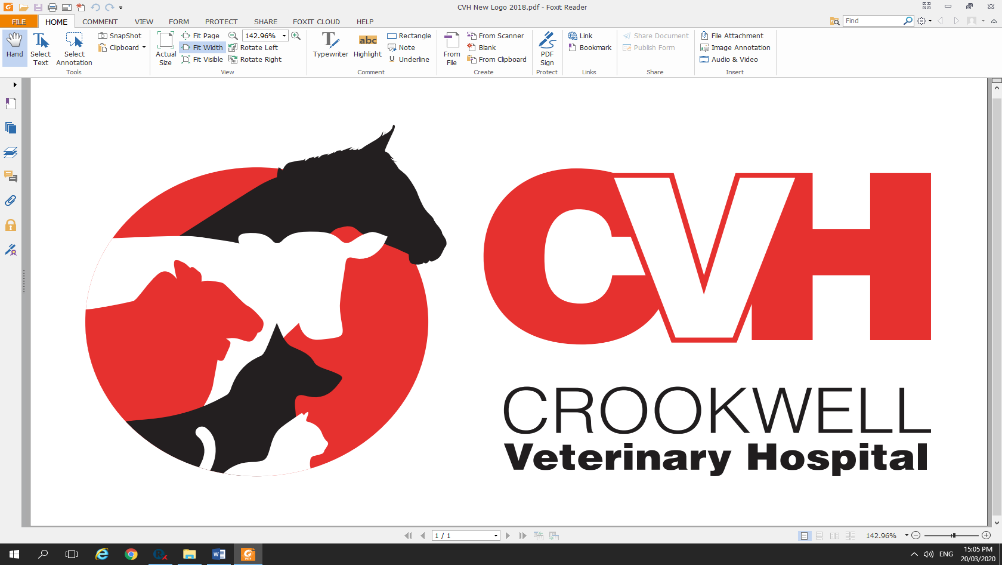 CVH New Logo 2018.pdf - Foxit Reader
FILE HOME COMMENT VIEW FORM PROTECT SHARE FOXIT CLOUD HELP
Find
Hand
Select Text
Select Annotation
SnapShot
Clipboard
Tools
Actual Size
Fit Page
Fit Width
Fit Visible
142.96%
Rotate Left
Rotate Right
View
Typewriter
abc
Highlight
Rectangle
Note
U Underline
Comment
From File
From Scanner
Blank
From Clipboard
Create
PDF Sign
Protect
Link
Bookmark
Links
Share Document
Publish Form
Share
File Attachment
Image Annotation
Audio & Video
Insert
CVH
CROOKWELL
Veterinary Hospital
1 / 1
142.96%
ENG
15:05 PM
20/03/2020